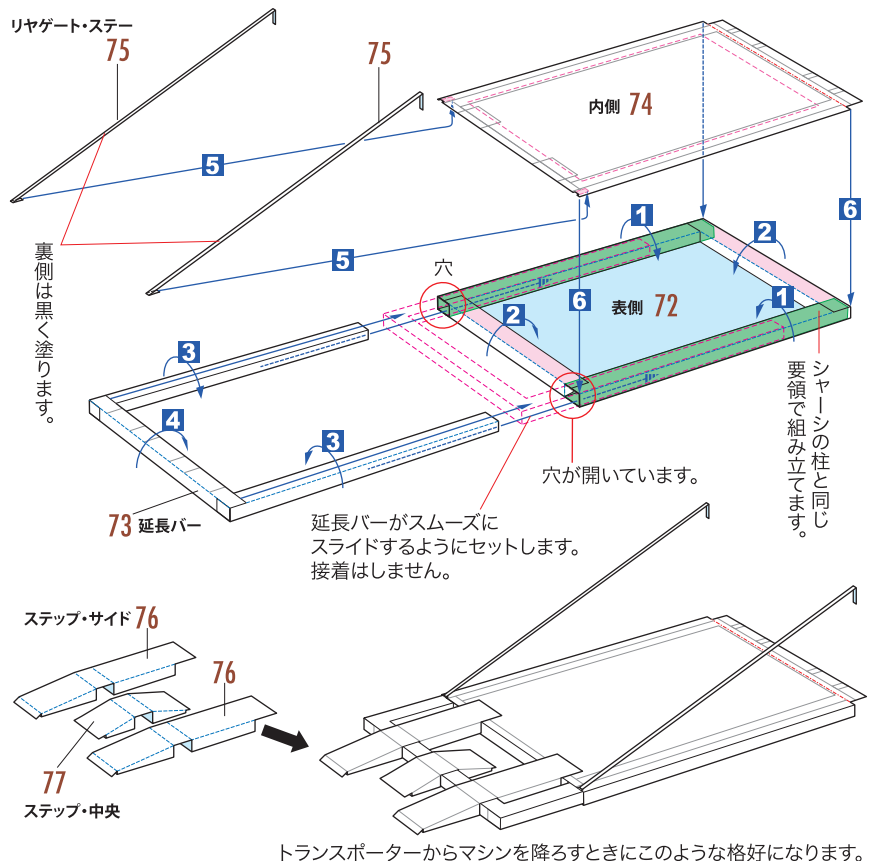 リヤゲート・ステー
75
75
内側 74
5
5
6
6
裏側は黒く塗ります。
穴
1
2
表側 72
1
2
3
4
3
73 延長バー
シャーシの柱と同じ
要領で組み立てます。
穴が開いています。
延長バーがスムーズに
スライドするようにセットします。
接着はしません。
ステップ・サイド 76
76
77
ステップ・中央
トランスポーターからマシンを降ろすときにこのような格好になります。